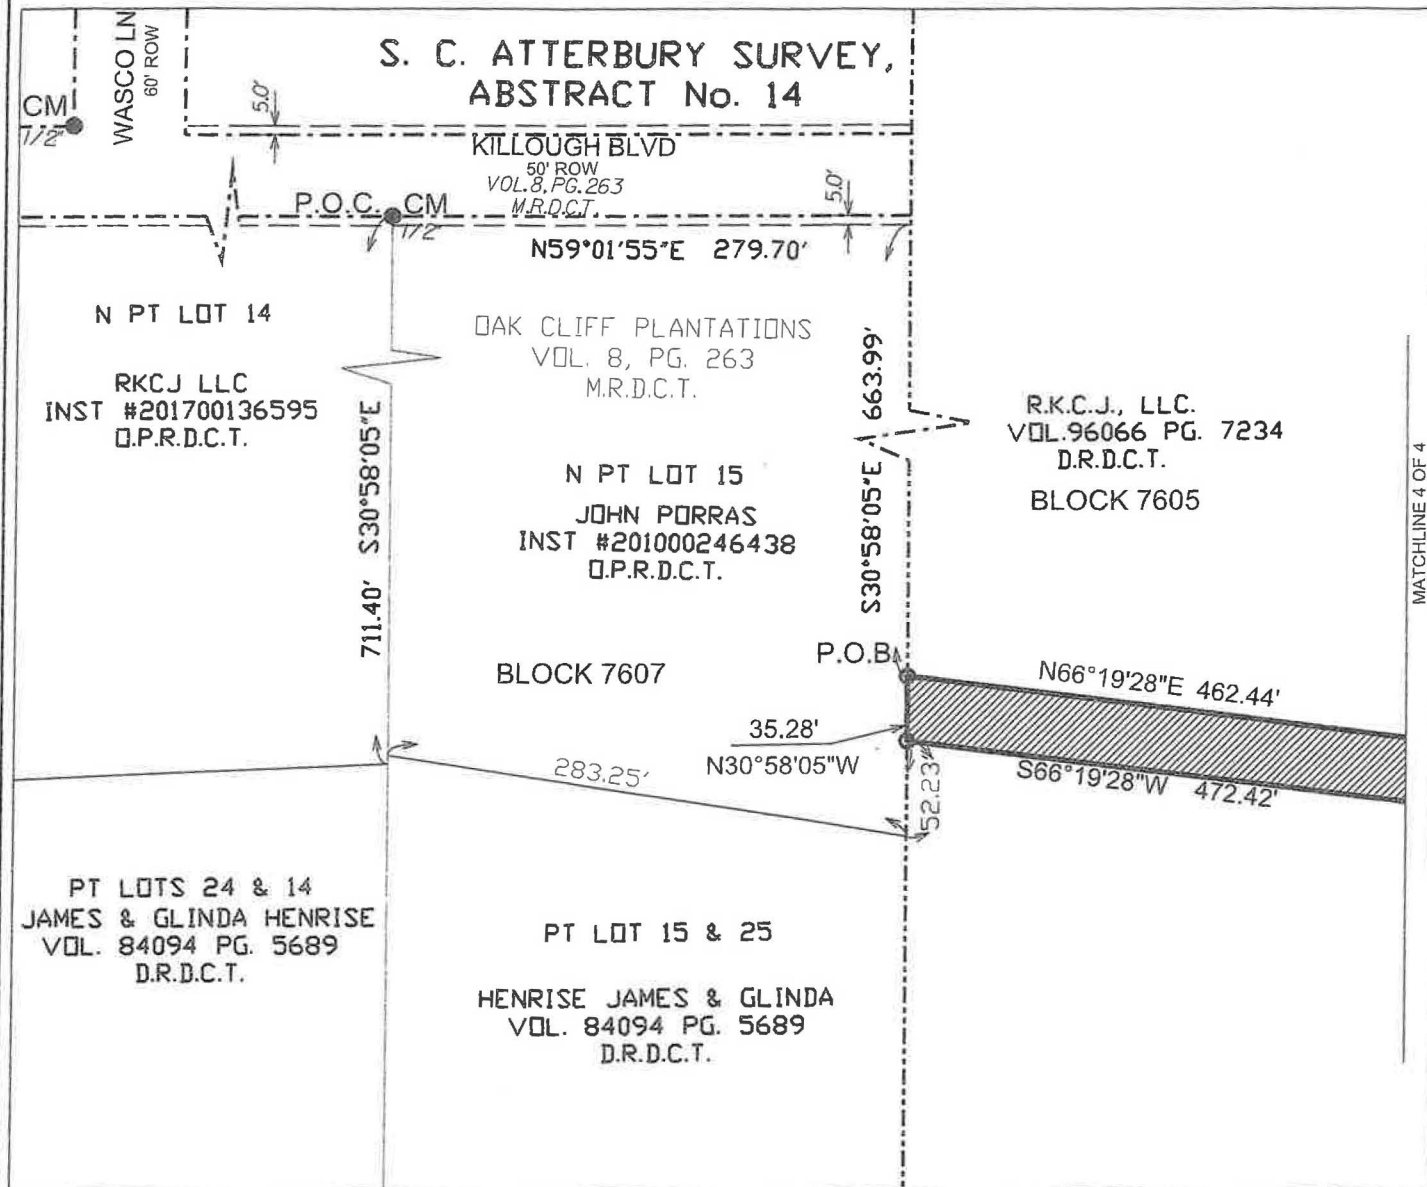 S. C. ATTERBURY SURVEY,
ABSTRACT No. 14
WASCO LN
60' ROW
CM
1/2"
5.0'
KILLOUGH BLVD
50' ROW
VOL.8, PG.263
M.R.D.C.T.
P.O.C.
CM
1/2"
5.0'
N59°01'55"E 279.70'
N PT LOT 14
RKCJ LLC
INST #201700136595
O.P.R.D.C.T.
OAK CLIFF PLANTATIONS
VOL. 8, PG. 263
M.R.D.C.T.
711.40' S30°58'05"E
N PT LOT 15
JOHN PORRAS
INST #201000246438
O.P.R.D.C.T.
S30°58'05"E 663.99'
R.K.C.J., LLC.
VOL.96066 PG. 7234
D.R.D.C.T.
BLOCK 7605
MATCHLINE 4 OF 4
BLOCK 7607
P.O.B.
N66°19'28"E 462.44'
35.28'
N30°58'05"W
S66°19'28"W 472.42'
283.25'
52.23'
PT LOTS 24 & 14
JAMES & GLINDA HENRISE
VOL. 84094 PG. 5689
D.R.D.C.T.
PT LOT 15 & 25
HENRISE JAMES & GLINDA
VOL. 84094 PG. 5689
D.R.D.C.T.